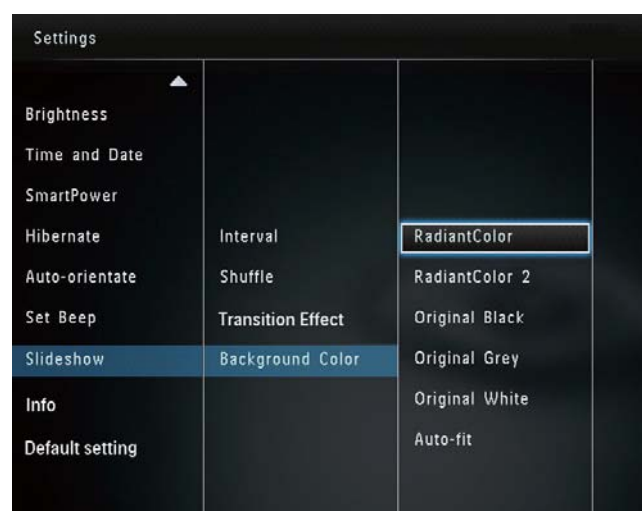 Settings
Brightness
Time and Date
SmartPower
Hibernate
Auto-orientate
Set Beep
Slideshow
Info
Default setting
Interval
Shuffle
Transition Effect
Background Color
RadiantColor
RadiantColor 2
Original Black
Original Grey
Original White
Auto-fit